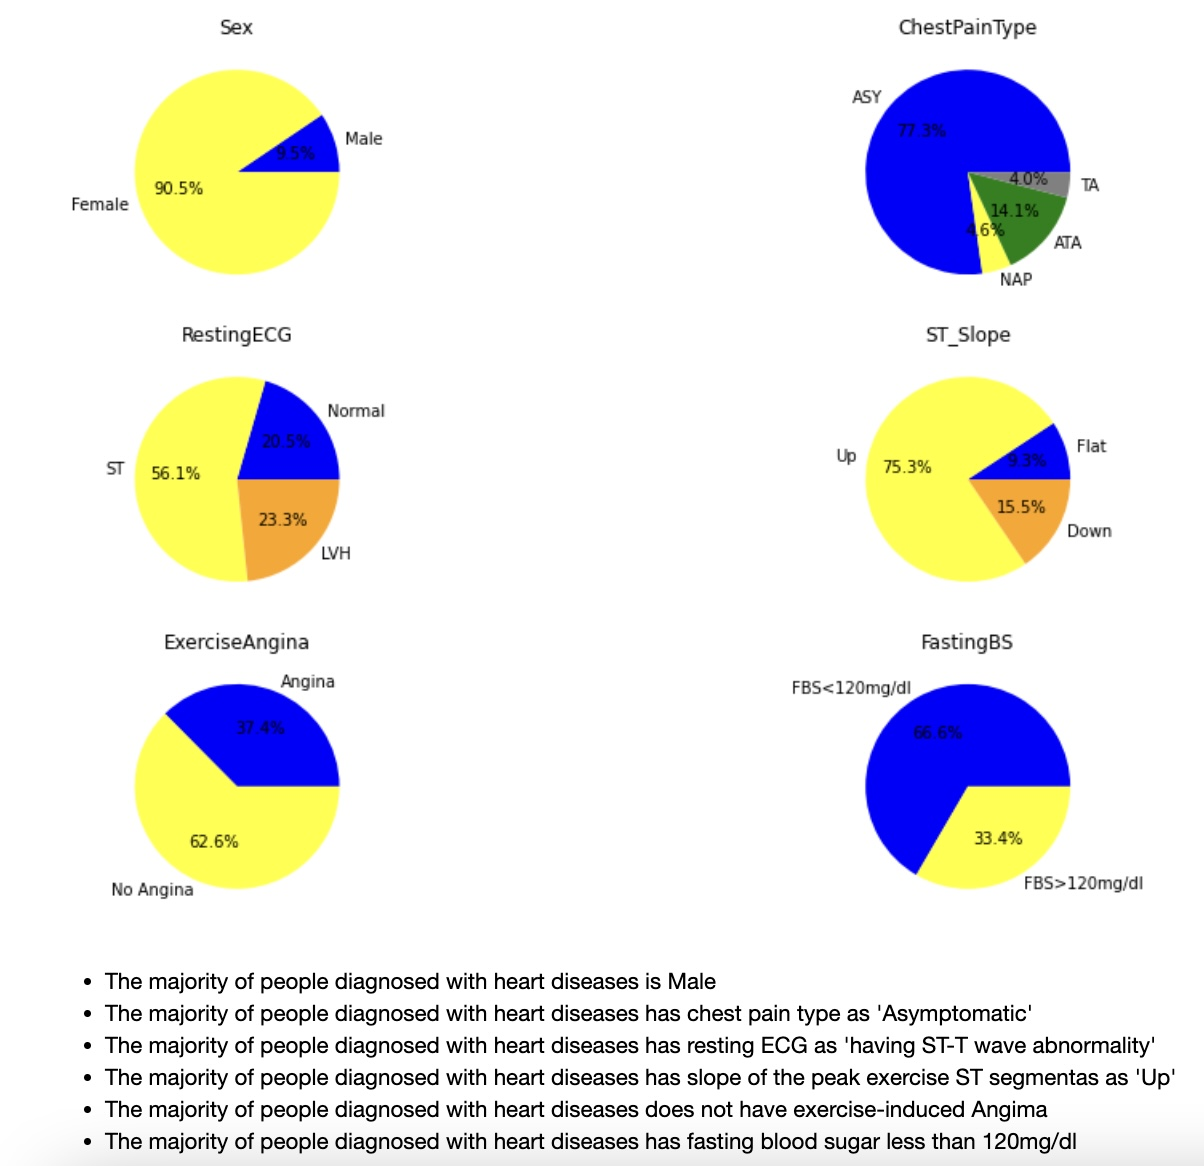 Sex
Male
9.5%
90.5%
Female
ChestPainType
ASY
77.3%
4.0%
TA
14.1%
ATA
4.6%
NAP
RestingECG
Normal
20.5%
ST
56.1%
23.3%
LVH
ST_Slope
Flat
9.3%
Up
75.3%
15.5%
Down
ExerciseAngina
Angina
37.4%
62.6%
No Angina
FastingBS
FBS<120mg/dl
66.6%
33.4%
FBS>120mg/dl
• The majority of people diagnosed with heart diseases is Male
• The majority of people diagnosed with heart diseases has chest pain type as 'Asymptomatic'
• The majority of people diagnosed with heart diseases has resting ECG as 'having ST-T wave abnormality'
• The majority of people diagnosed with heart diseases has slope of the peak exercise ST segmentas as 'Up'
• The majority of people diagnosed with heart diseases does not have exercise-induced Angima
• The majority of people diagnosed with heart diseases has fasting blood sugar less than 120mg/dl